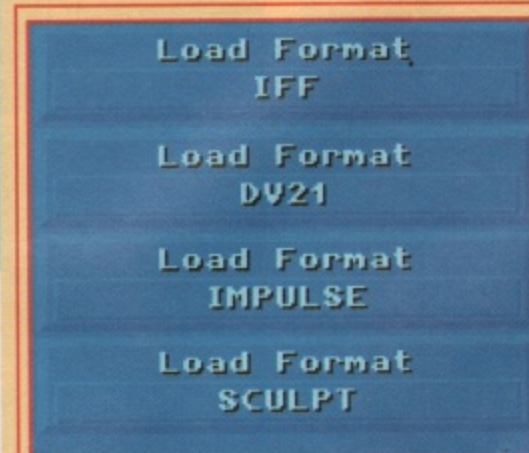 Load Format
IFF
Load Format
DV21
Load Format
IMPULSE
Load Format
SCULPT